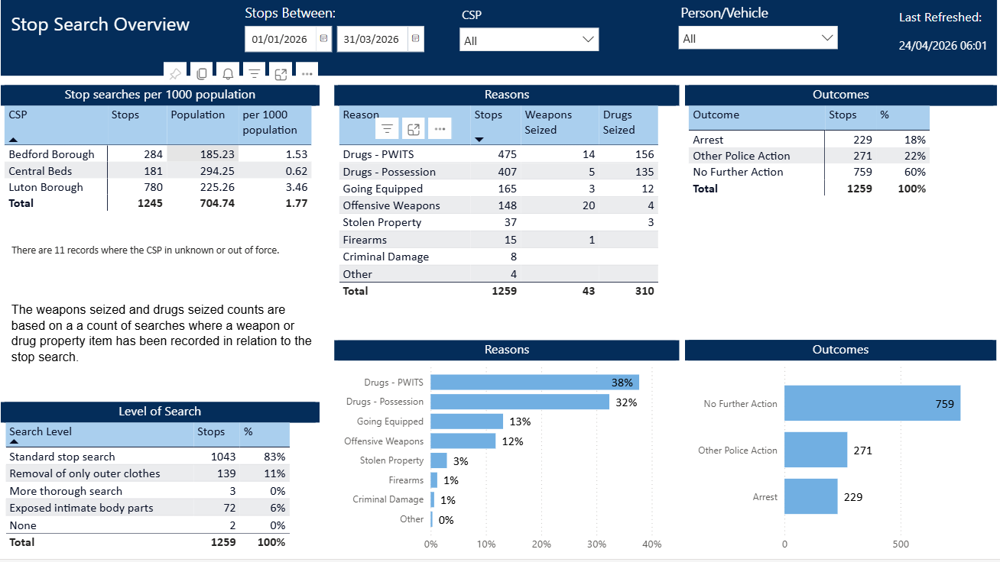 Stop Search Overview
Stops Between:
01/01/2026 31/03/2026
CSP
All
Person/Vehicle
All
Last Refreshed:
24/04/2026 06:01
Stop searches per 1000 population
CSP Stops Population per 1000 population
Bedford Borough 284 185.23 1.53
Central Beds 181 294.25 0.62
Luton Borough 780 225.26 3.46
Total 1245 704.74 1.77
There are 11 records where the CSP in unknown or out of force.
The weapons seized and drugs seized counts are
based on a a count of searches where a weapon or
drug property item has been recorded in relation to the
stop search.
Level of Search
Search Level Stops %
Standard stop search 1043 83%
Removal of only outer clothes 139 11%
More thorough search 3 0%
Exposed intimate body parts 72 6%
None 2 0%
Total 1259 100%
Reasons
Reason Stops Weapons Seized Drugs Seized
Drugs - PWITS 475 14 156
Drugs - Possession 407 5 135
Going Equipped 165 3 12
Offensive Weapons 148 20 4
Stolen Property 37 3
Firearms 15 1
Criminal Damage 8
Other 4
Total 1259 43 310
Outcomes
Outcome Stops %
Arrest 229 18%
Other Police Action 271 22%
No Further Action 759 60%
Total 1259 100%
Reasons
Drugs - PWITS 38%
Drugs - Possession 32%
Going Equipped 13%
Offensive Weapons 12%
Stolen Property 3%
Firearms 1%
Criminal Damage 1%
Other 0%
0% 10% 20% 30% 40%
Outcomes
No Further Action 759
Other Police Action 271
Arrest 229
0 500